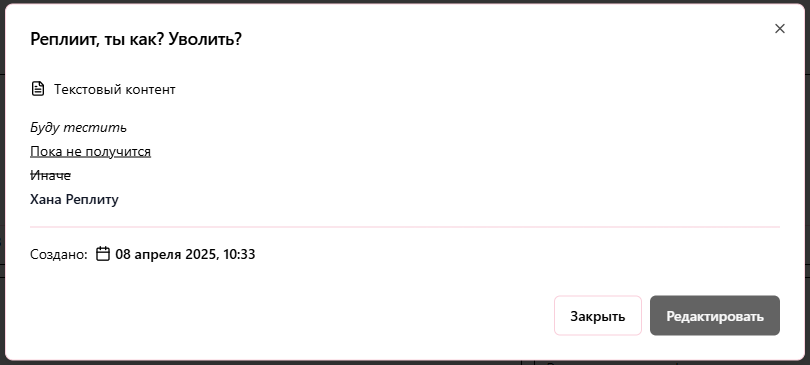 Реплиит, ты как? Уволить?
Текстовый контент
Буду тестить
Пока не получится
Иначе
Хана Реплиту
Создано: 08 апреля 2025, 10:33
Закрыть Редактировать